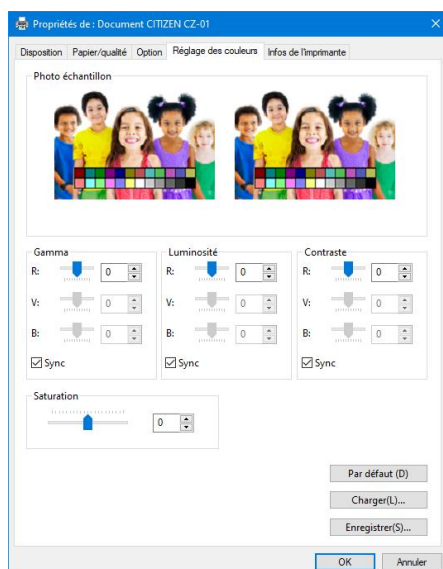 Propriétés de : Document CITIZEN CZ-01
Disposition Papier/qualité Option Réglage des couleurs Infos de l'imprimante
Photo échantillon
Gamma Luminosité Contraste
R: 0 R: 0 R: 0
V: 0 V: 0 V: 0
B: 0 B: 0 B: 0
Sync Sync Sync
Saturation
0
Par défaut (D)
Charger(L)...
Enregistrer(S)...
OK Annuler